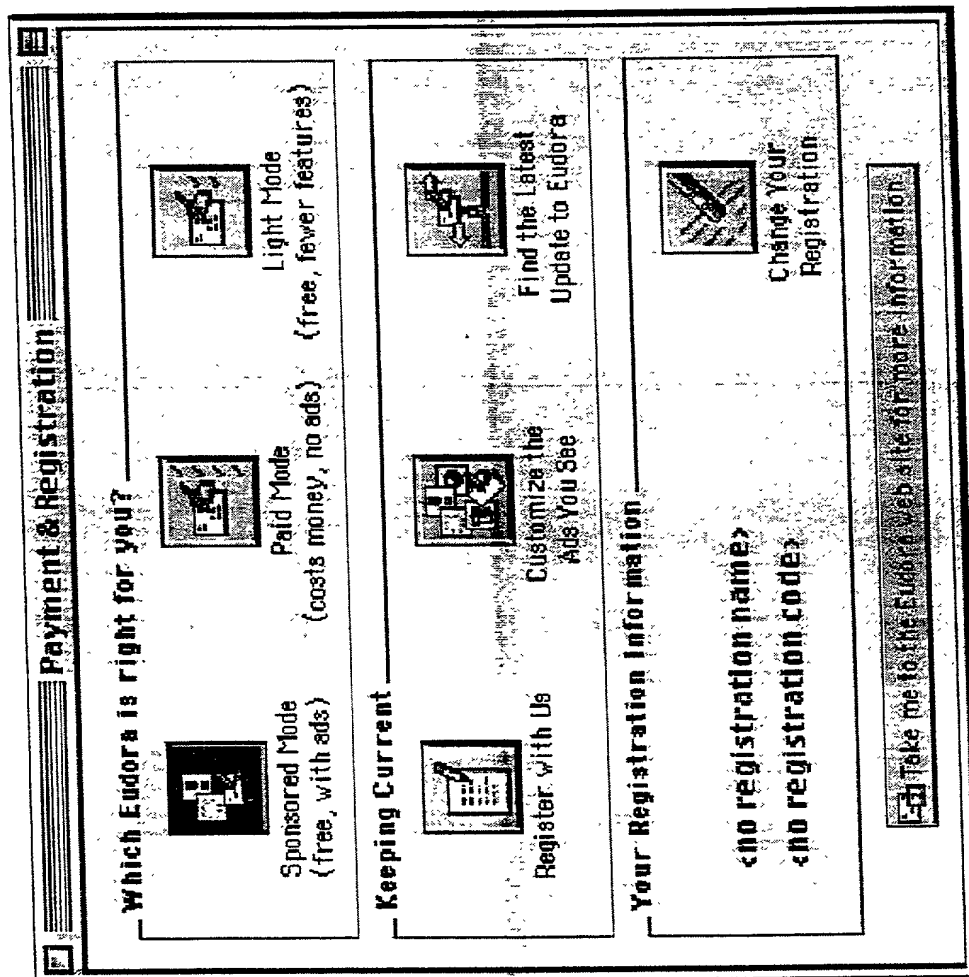 Payment & Registration
Which Eudora is right for you?
Sponsored Mode
(free, with ads)
Paid Mode
(costs money, no ads)
Light Mode
(free, fewer features)
Keeping Current
Register with Us
Customize the
Ads You See
Find the Latest
Update to Eudora
Your Registration Information
<no registration name>
<no registration code>
Change Your
Registration
Take me to the Eudora web site for more information